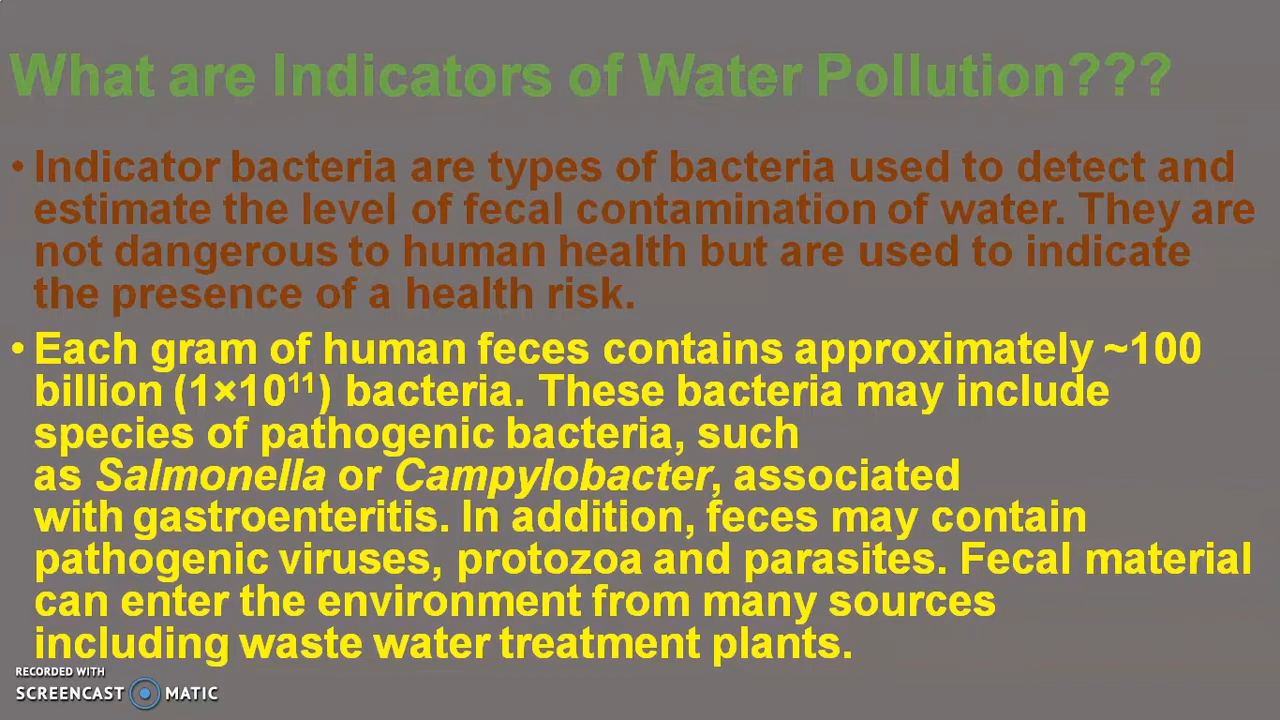 What are Indicators of Water Pollution???
• Indicator bacteria are types of bacteria used to detect and
estimate the level of fecal contamination of water. They are
not dangerous to human health but are used to indicate
the presence of a health risk.
• Each gram of human feces contains approximately ~100
billion (1×10¹¹) bacteria. These bacteria may include
species of pathogenic bacteria, such
as Salmonella or Campylobacter, associated
with gastroenteritis. In addition, feces may contain
pathogenic viruses, protozoa and parasites. Fecal material
can enter the environment from many sources
including waste water treatment plants.
RECORDED WITH
SCREENCAST MATIC